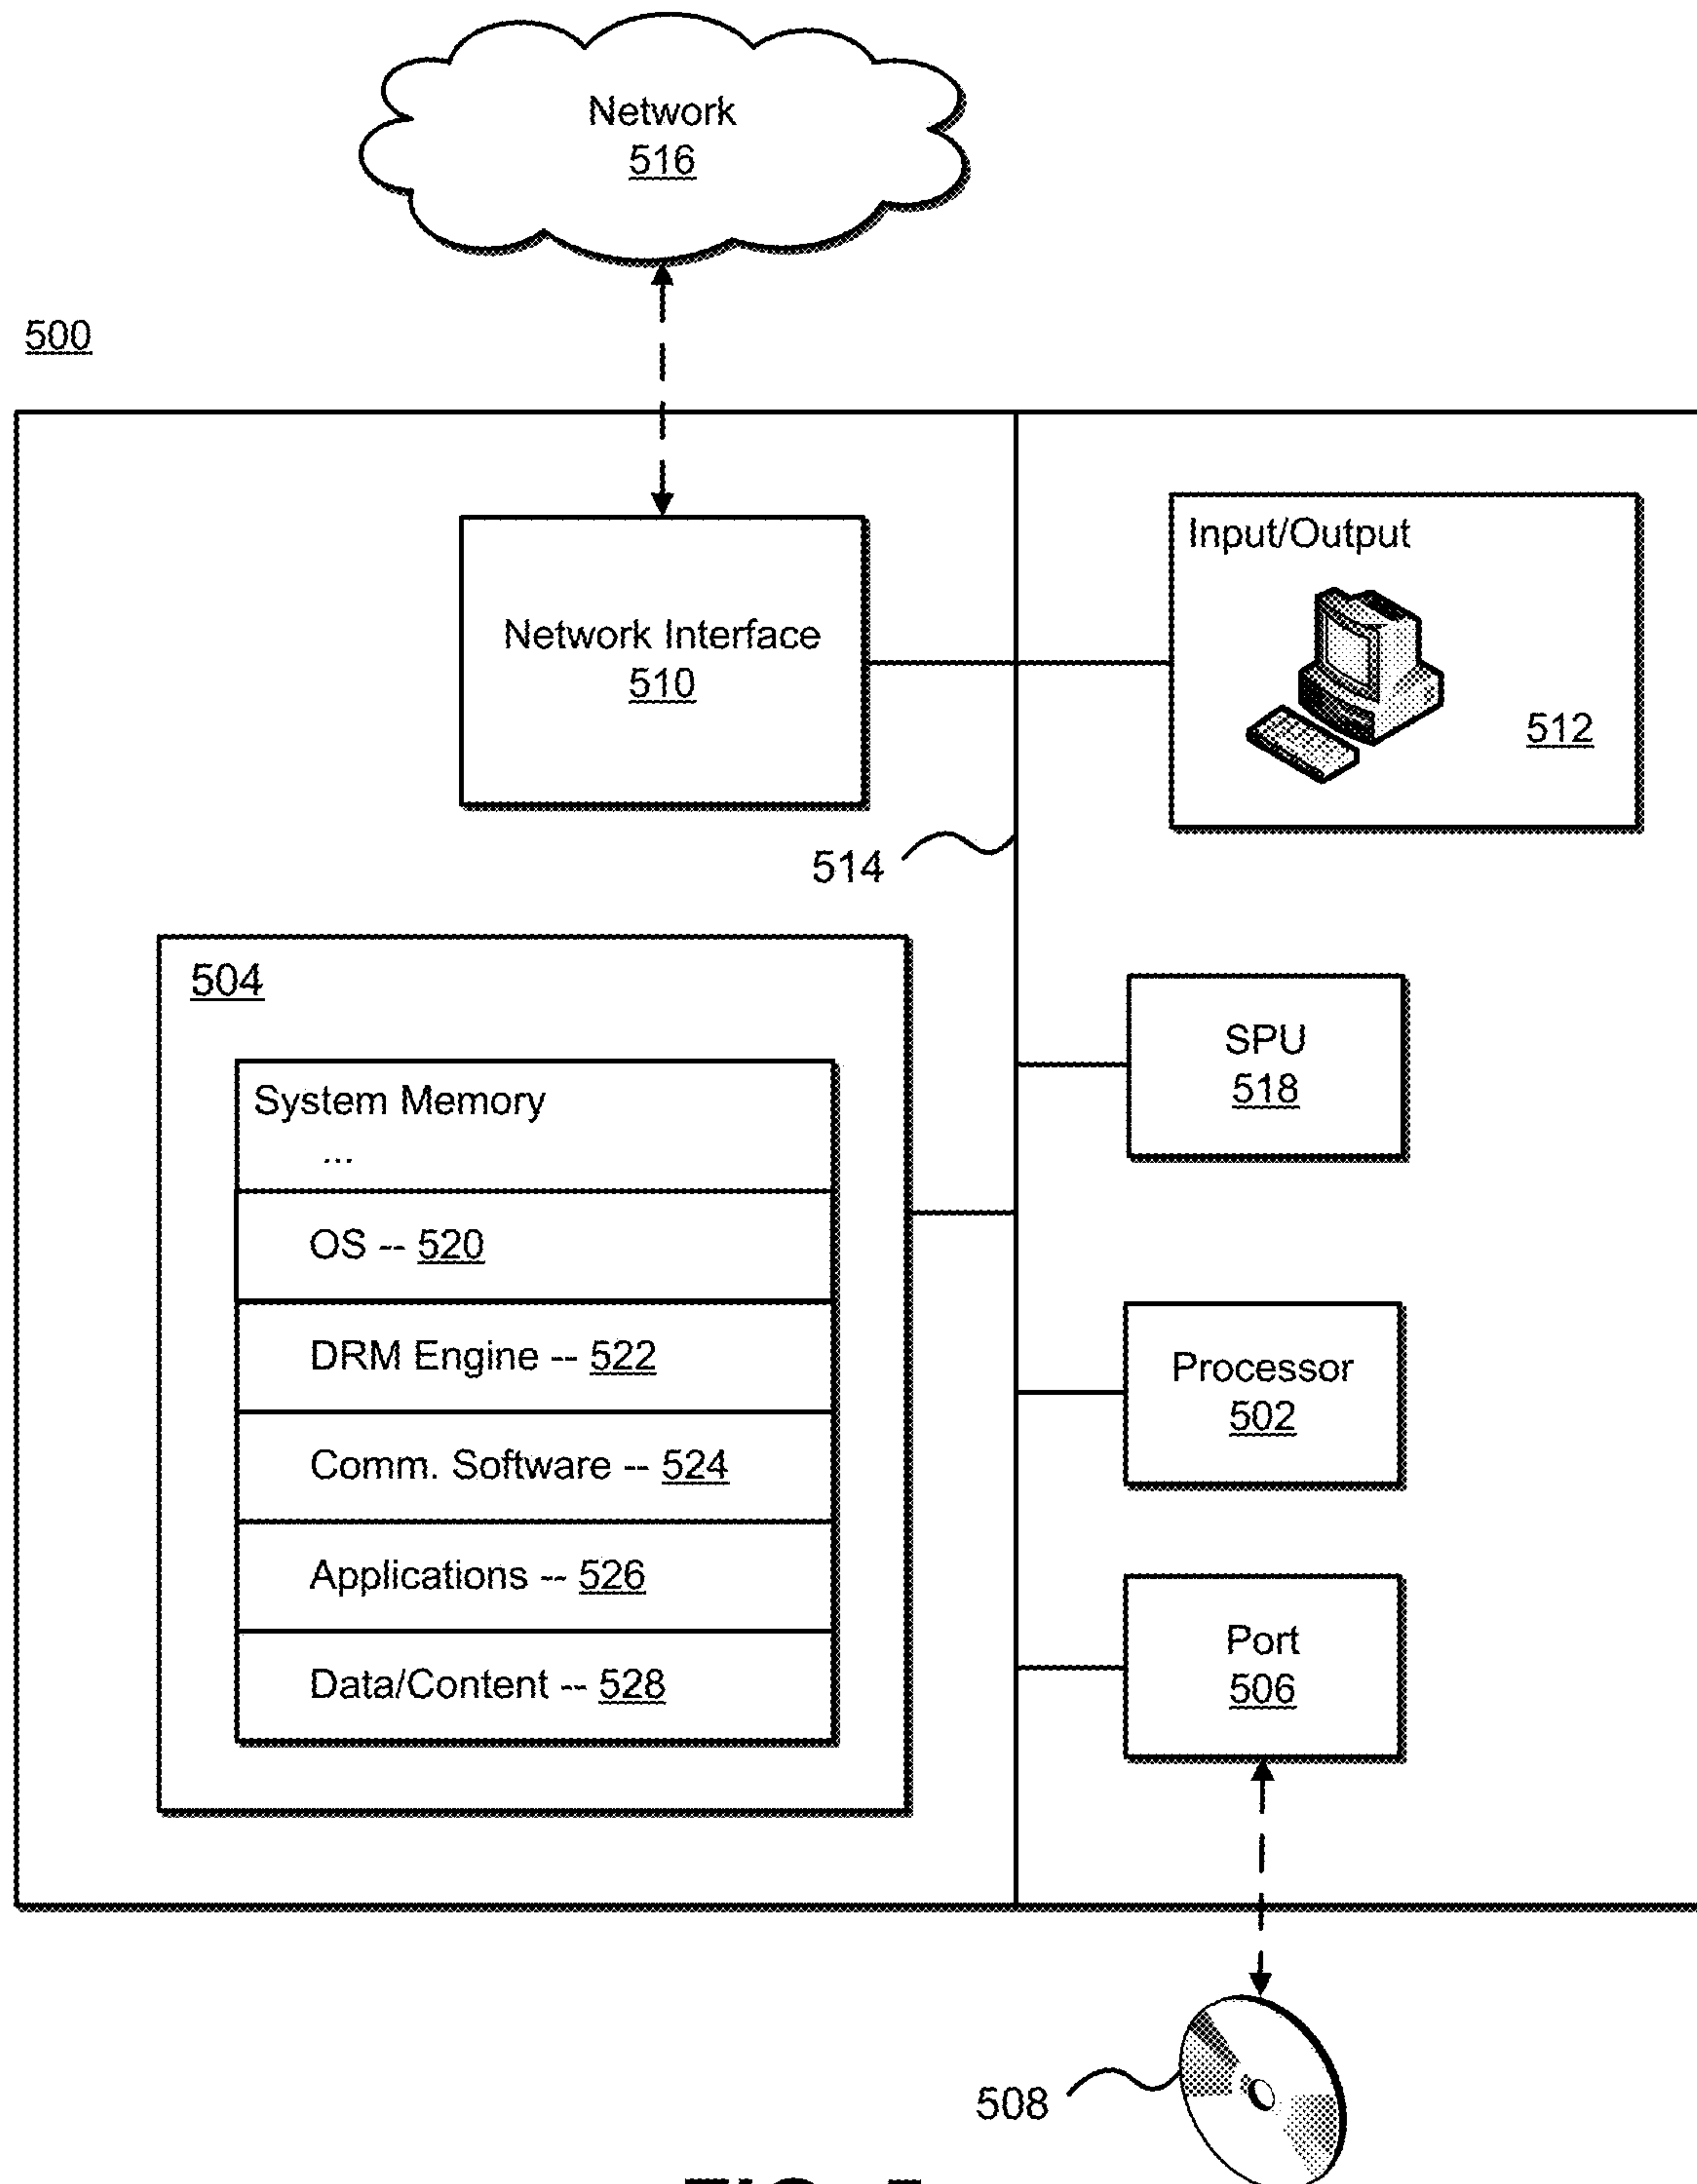 Network
516
500
Network Interface
510
Input/Output
512
514
504
System Memory
...
OS -- 520
DRM Engine -- 522
Comm. Software -- 524
Applications -- 526
Data/Content -- 528
SPU
518
Processor
502
Port
506
508